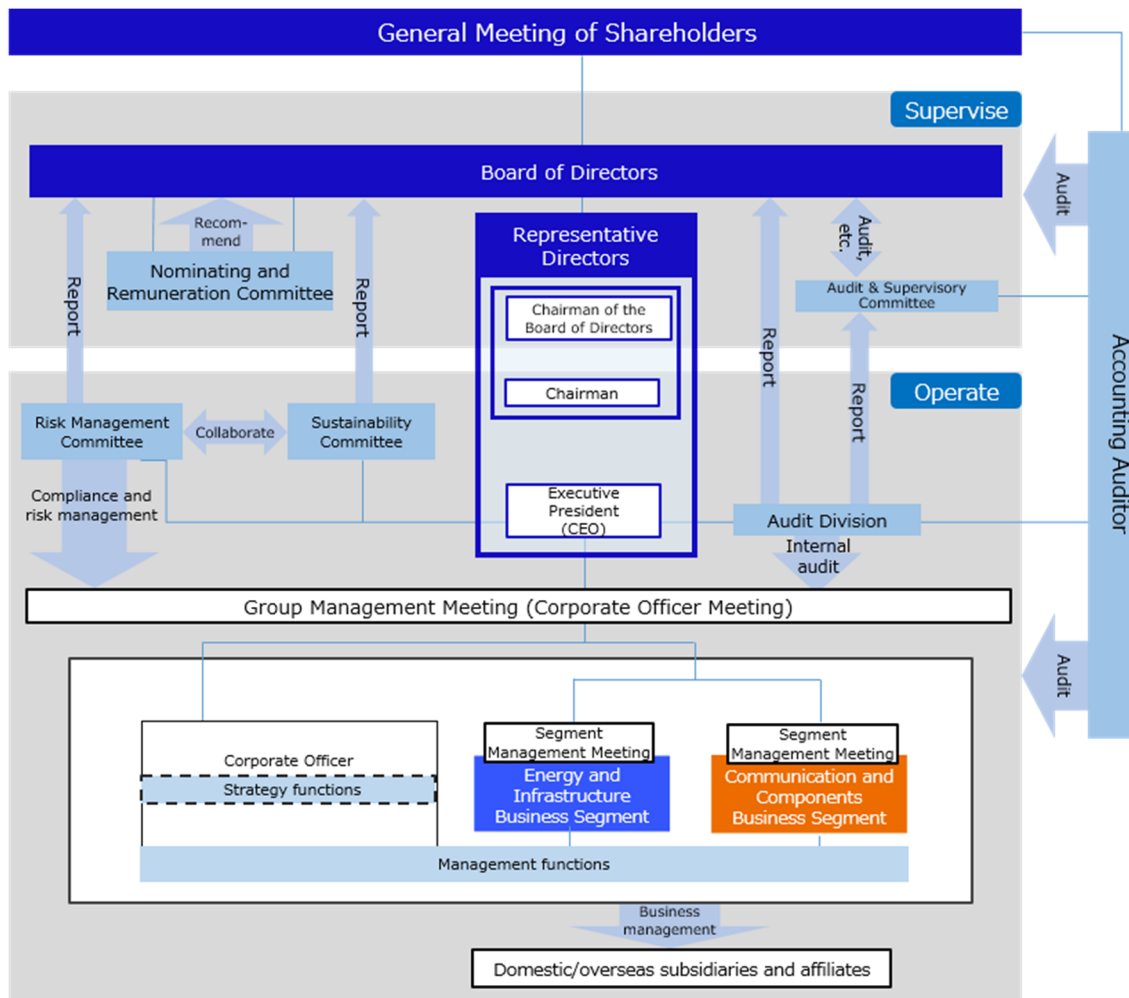 General Meeting of Shareholders
Supervise
Board of Directors
Audit
Recom-
mend
Nominating and
Remuneration Committee
Report
Report
Representative
Directors
Chairman of the
Board of Directors
Chairman
Report
Audit,
etc.
Audit & Supervisory
Committee
Report
Accounting Auditor
Operate
Risk Management
Committee
Collaborate
Sustainability
Committee
Compliance and
risk management
Executive
President
(CEO)
Audit Division
Internal
audit
Group Management Meeting (Corporate Officer Meeting)
Audit
Corporate Officer
Strategy functions
Segment
Management Meeting
Energy and
Infrastructure
Business Segment
Segment
Management Meeting
Communication and
Components
Business Segment
Management functions
Business
management
Domestic/overseas subsidiaries and affiliates